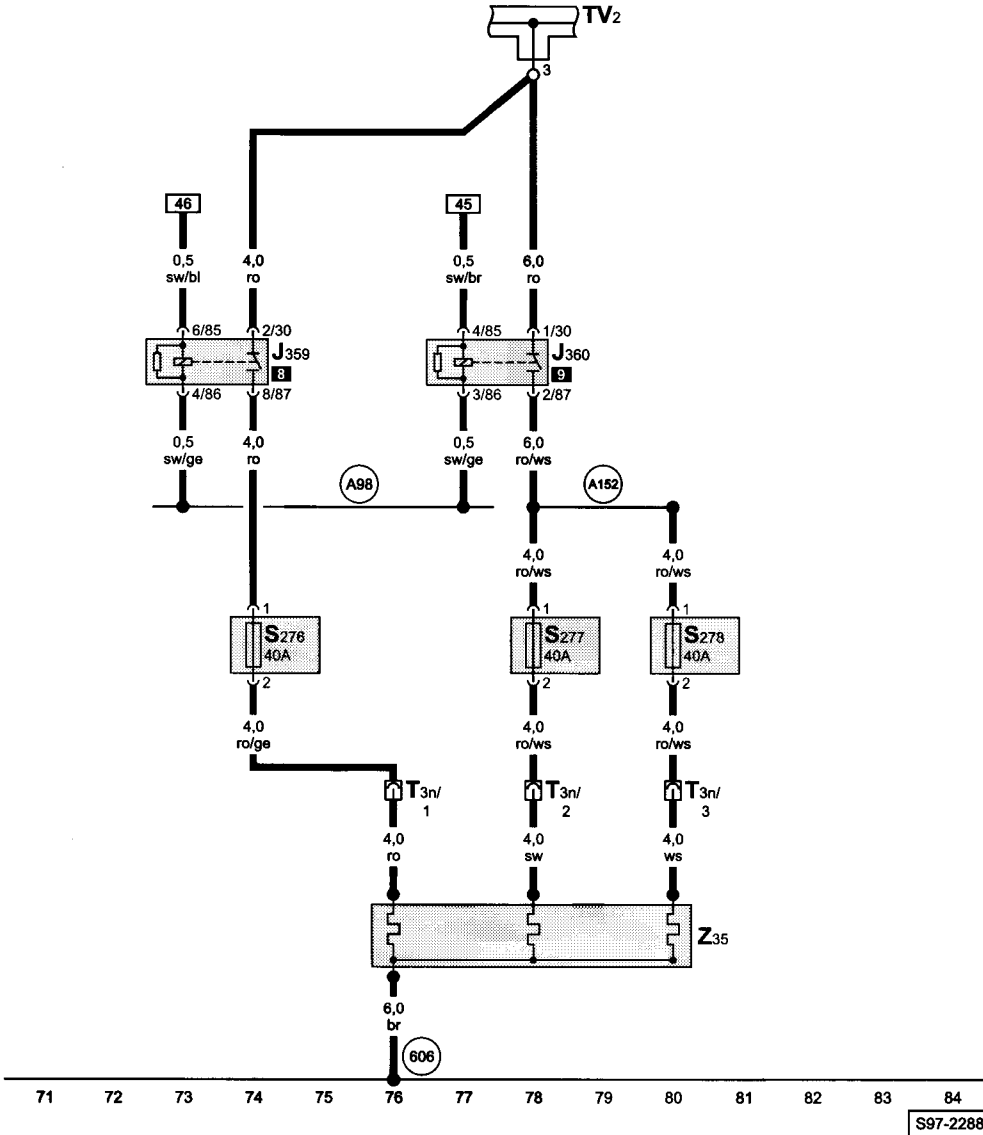 TV2
3
46
45
0,5
sw/bl
4,0
ro
0,5
sw/br
6,0
ro
6/85
2/30
4/85
1/30
J359
8
J360
9
4/86
8/87
3/86
2/87
0,5
sw/ge
4,0
ro
0,5
sw/ge
6,0
ro/ws
A98
A152
4,0
ro/ws
4,0
ro/ws
1
1
1
S276
40A
S277
40A
S278
40A
2
2
2
4,0
ro/ge
4,0
ro/ws
4,0
ro/ws
T3n/
1
T3n/
2
T3n/
3
4,0
ro
4,0
sw
4,0
ws
Z35
6,0
br
606
71 72 73 74 75 76 77 78 79 80 81 82 83 84
S97-2288